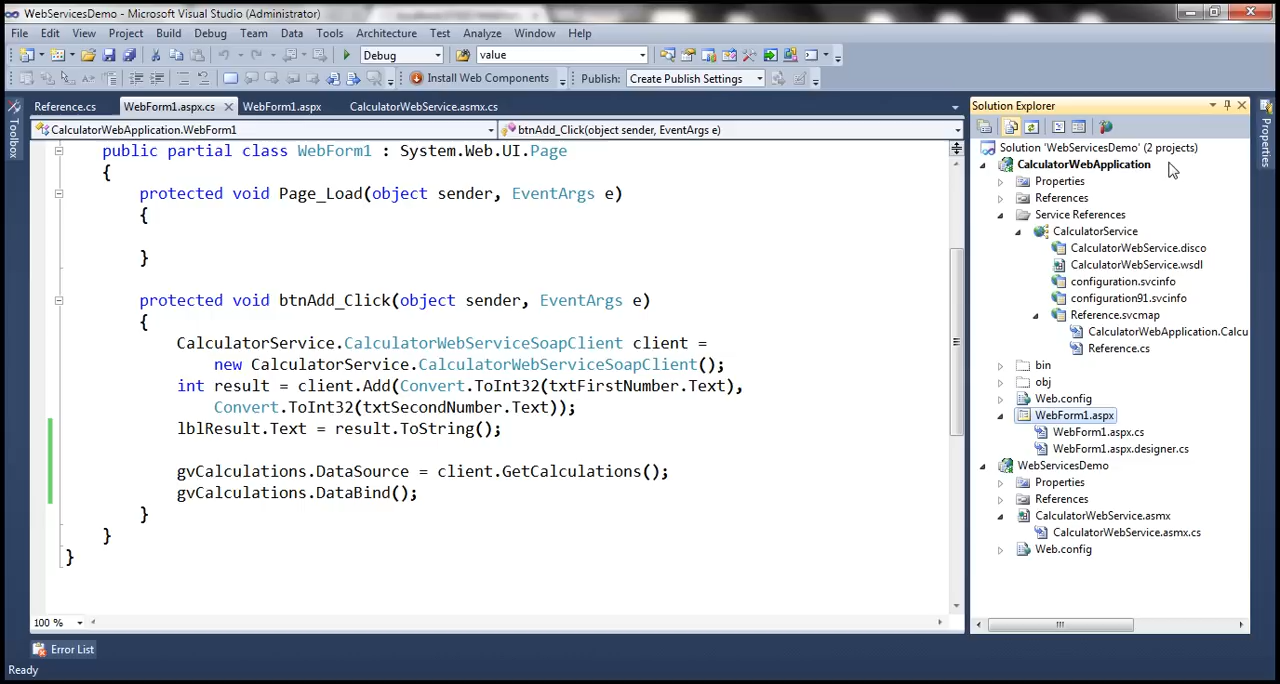 WebServicesDemo - Microsoft Visual Studio (Administrator)
File Edit View Project Build Debug Team Data Tools Architecture Test Analyze Window Help
Debug value
Install Web Components Publish: Create Publish Settings
Reference.cs WebForm1.aspx.cs WebForm1.aspx CalculatorWebService.asmx.cs
CalculatorWebApplication.WebForm1 btnAdd_Click(object sender, EventArgs e)
public partial class WebForm1 : System.Web.UI.Page
{
protected void Page_Load(object sender, EventArgs e)
{
}
protected void btnAdd_Click(object sender, EventArgs e)
{
CalculatorService.CalculatorWebServiceSoapClient client =
new CalculatorService.CalculatorWebServiceSoapClient();
int result = client.Add(Convert.ToInt32(txtFirstNumber.Text),
Convert.ToInt32(txtSecondNumber.Text));
lblResult.Text = result.ToString();
gvCalculations.DataSource = client.GetCalculations();
gvCalculations.DataBind();
}
}
}
100 %
Error List
Ready
Toolbox
Solution Explorer
Solution 'WebServicesDemo' (2 projects)
CalculatorWebApplication
Properties
References
Service References
CalculatorService
CalculatorWebService.disco
CalculatorWebService.wsdl
configuration.svcinfo
configuration91.svcinfo
Reference.svcmap
CalculatorWebApplication.Calcu
Reference.cs
bin
obj
Web.config
WebForm1.aspx
WebForm1.aspx.cs
WebForm1.aspx.designer.cs
WebServicesDemo
Properties
References
CalculatorWebService.asmx
CalculatorWebService.asmx.cs
Web.config
Properties